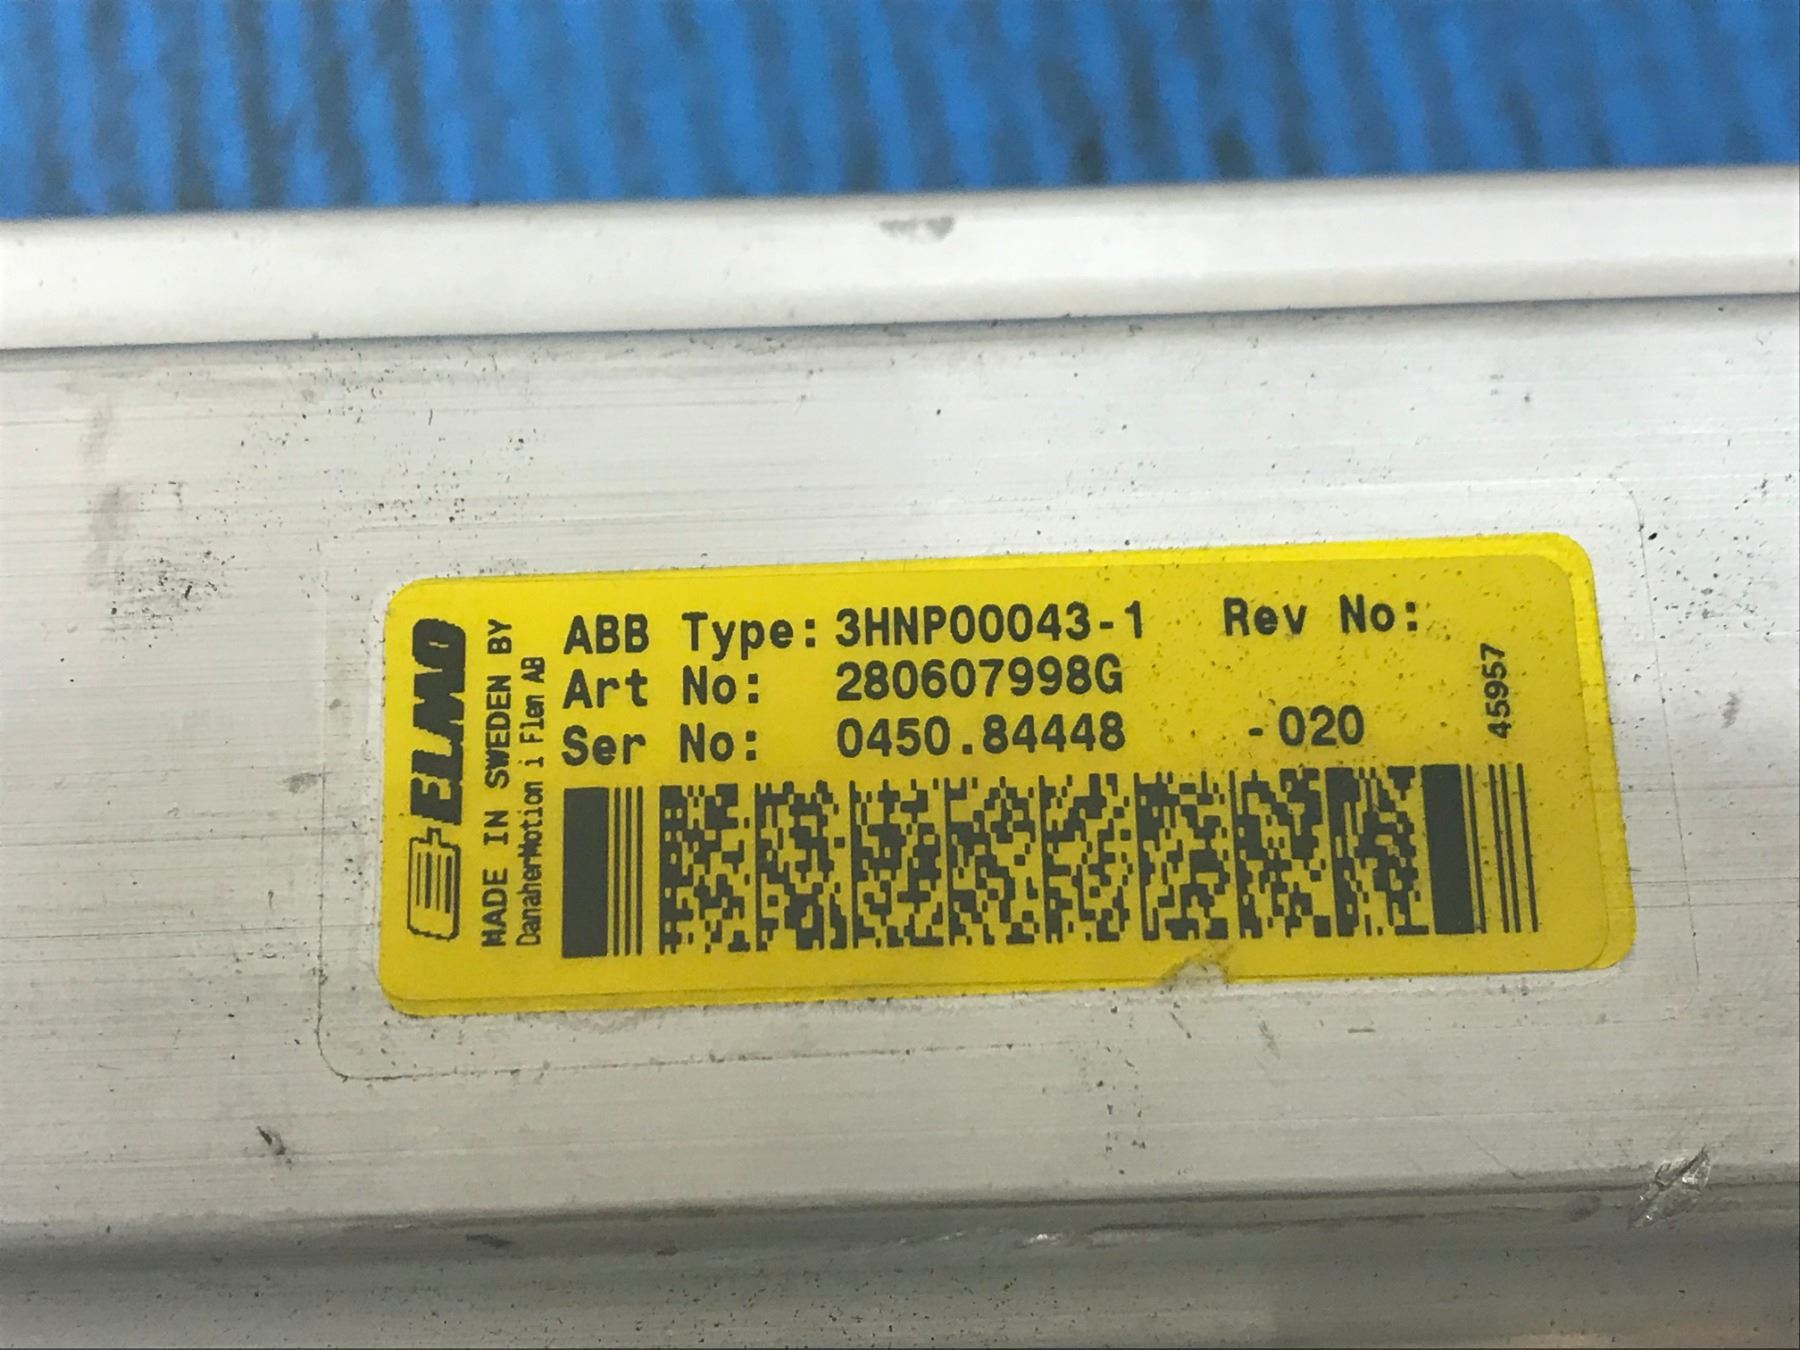 ELMO
MADE IN SWEDEN BY
DanaherMotion i Flen AB
ABB Type: 3HNP00043-1 Rev No:
Art No: 280607998G
Ser No: 0450.84448 -020
45957